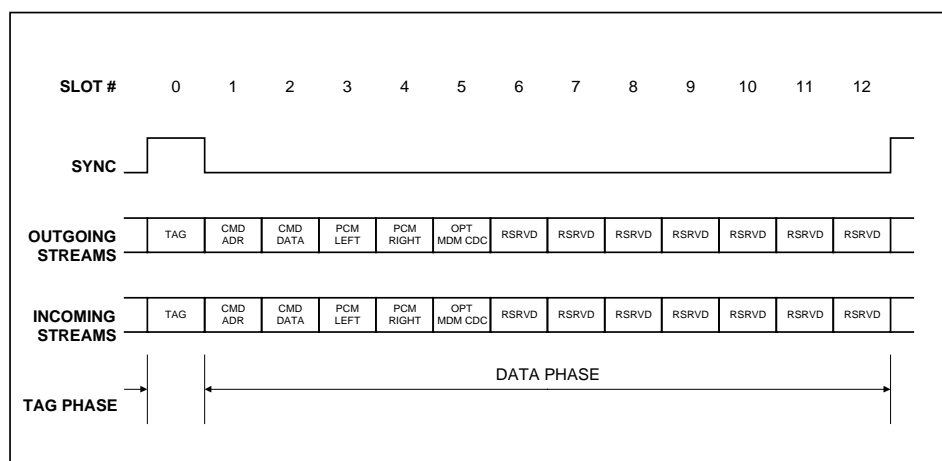 SLOT # 0 1 2 3 4 5 6 7 8 9 10 11 12
SYNC
OUTGOING
STREAMS
TAG
CMD
ADR
CMD
DATA
PCM
LEFT
PCM
RIGHT
OPT
MDM CDC
RSRVD
RSRVD
RSRVD
RSRVD
RSRVD
RSRVD
RSRVD
INCOMING
STREAMS
TAG
CMD
ADR
CMD
DATA
PCM
LEFT
PCM
RIGHT
OPT
MDM CDC
RSRVD
RSRVD
RSRVD
RSRVD
RSRVD
RSRVD
RSRVD
DATA PHASE
TAG PHASE